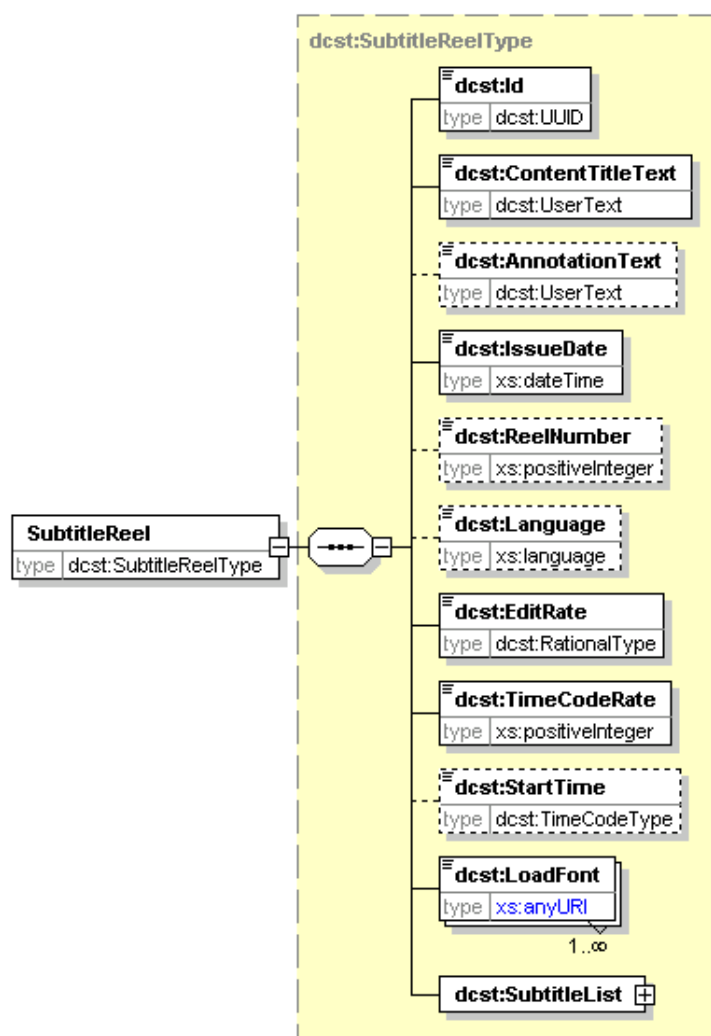 dcst:SubtitleReelType
dcst:Id
type dcst:UUID
dcst:ContentTitleText
type dcst:UserText
dcst:AnnotationText
type dcst:UserText
dcst:IssueDate
type xs:dateTime
dcst:ReelNumber
type xs:positiveInteger
SubtitleReel
type dcst:SubtitleReelType
dcst:Language
type xs:language
dcst:EditRate
type dcst:RationalType
dcst:TimeCodeRate
type xs:positiveInteger
dcst:StartTime
type dcst:TimeCodeType
dcst:LoadFont
type xs:anyURI
1..∞
dcst:SubtitleList